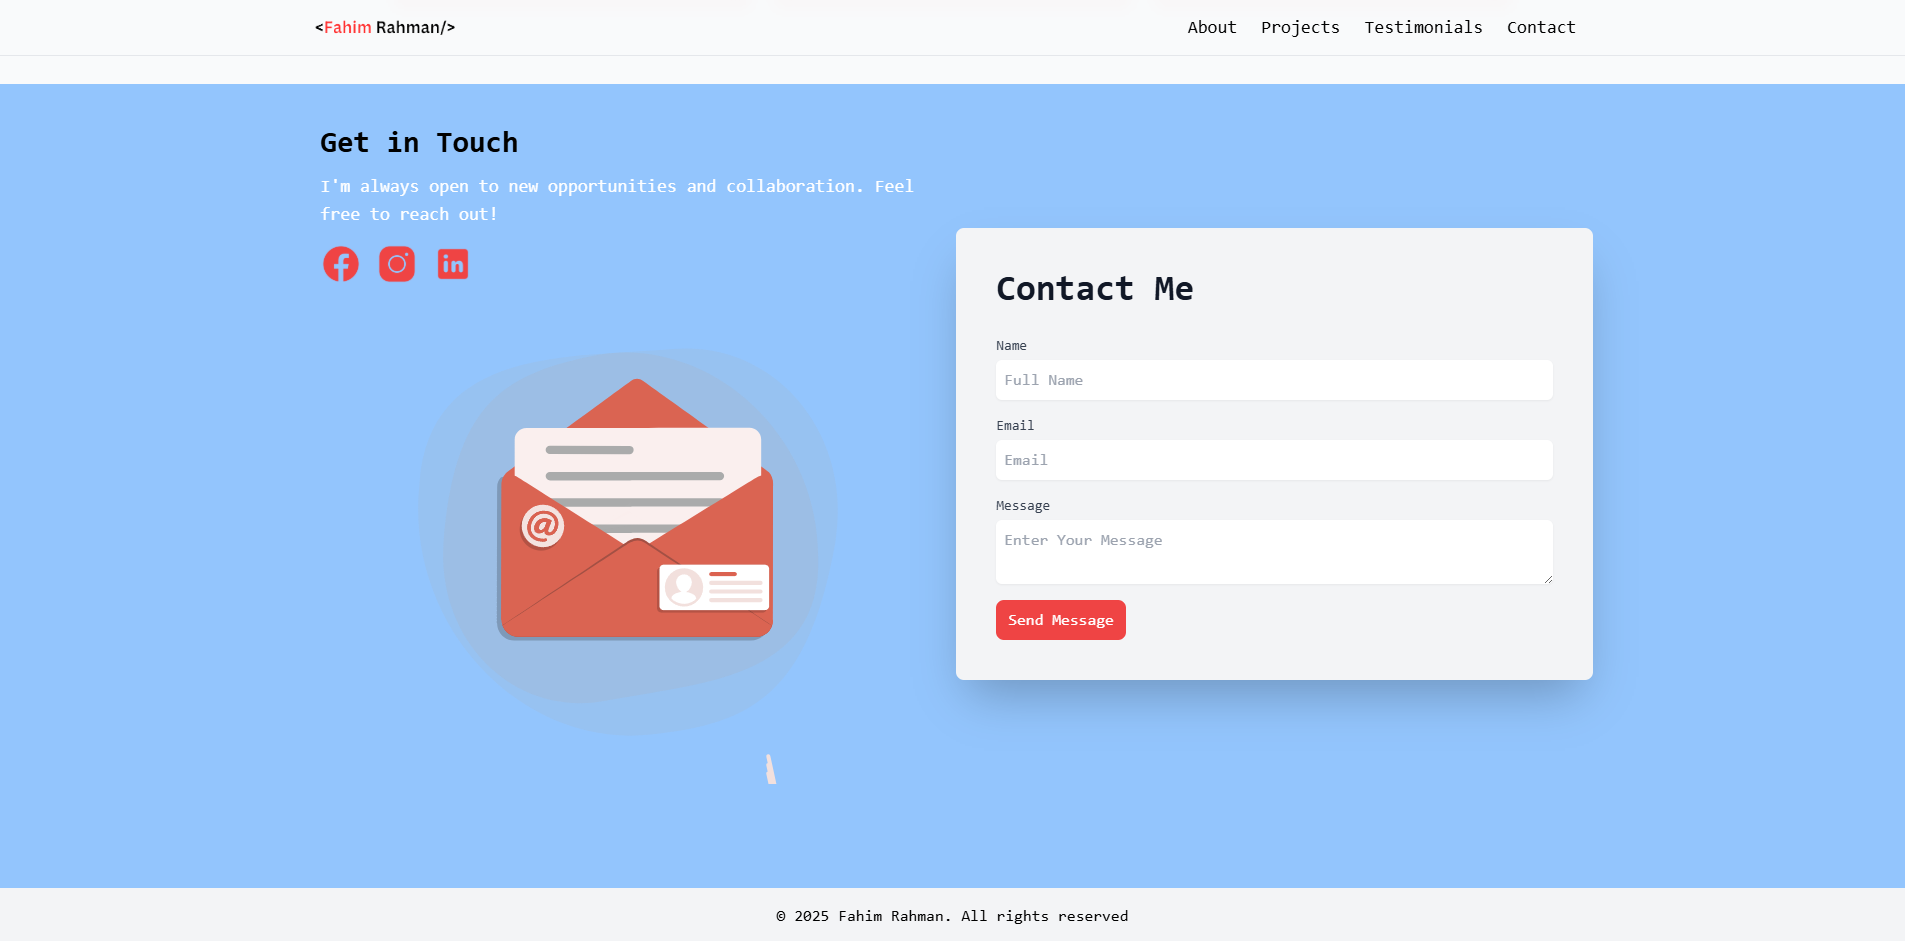 <Fahim Rahman/>
About Projects Testimonials Contact
Get in Touch
I'm always open to new opportunities and collaboration. Feel
free to reach out!
in
@
Contact Me
Name
Full Name
Email
Email
Message
Enter Your Message
Send Message
© 2025 Fahim Rahman. All rights reserved